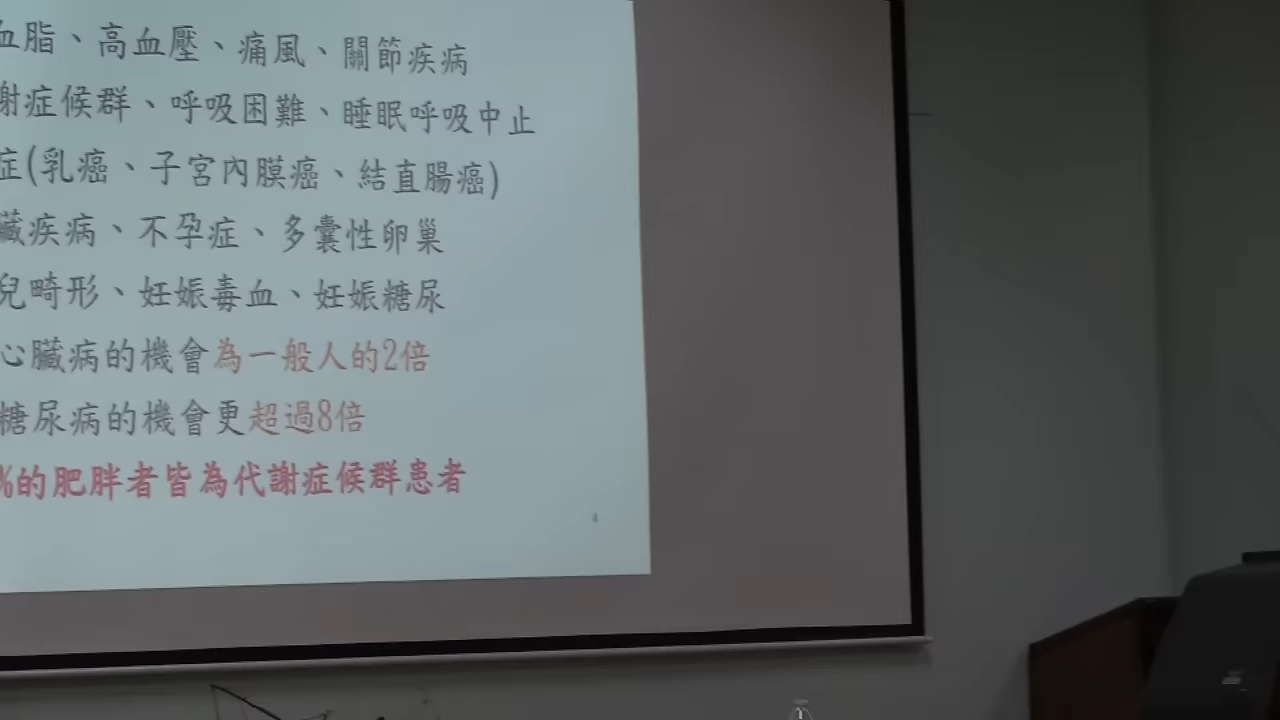 血脂、高血壓、痛風、關節疾病
謝症候群、呼吸困難、睡眠呼吸中止
症(乳癌、子宮內膜癌、結直腸癌)
臟疾病、不孕症、多囊性卵巢
兒畸形、妊娠毒血、妊娠糖尿
心臟病的機會為一般人的2倍
糖尿病的機會更超過8倍
%的肥胖者皆為代謝症候群患者
4